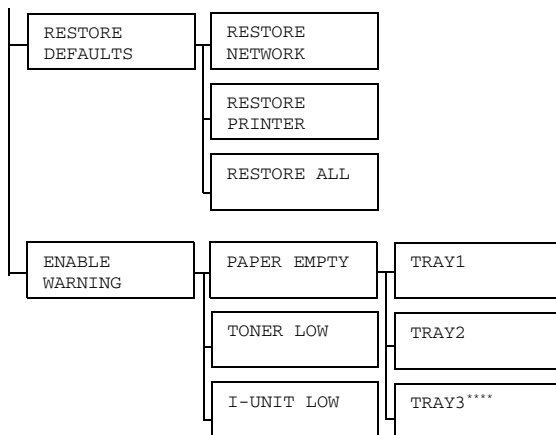 RESTORE
DEFAULTS
RESTORE
NETWORK
RESTORE
PRINTER
RESTORE ALL
ENABLE
WARNING
PAPER EMPTY
TRAY1
TONER LOW
TRAY2
I-UNIT LOW
TRAY3****